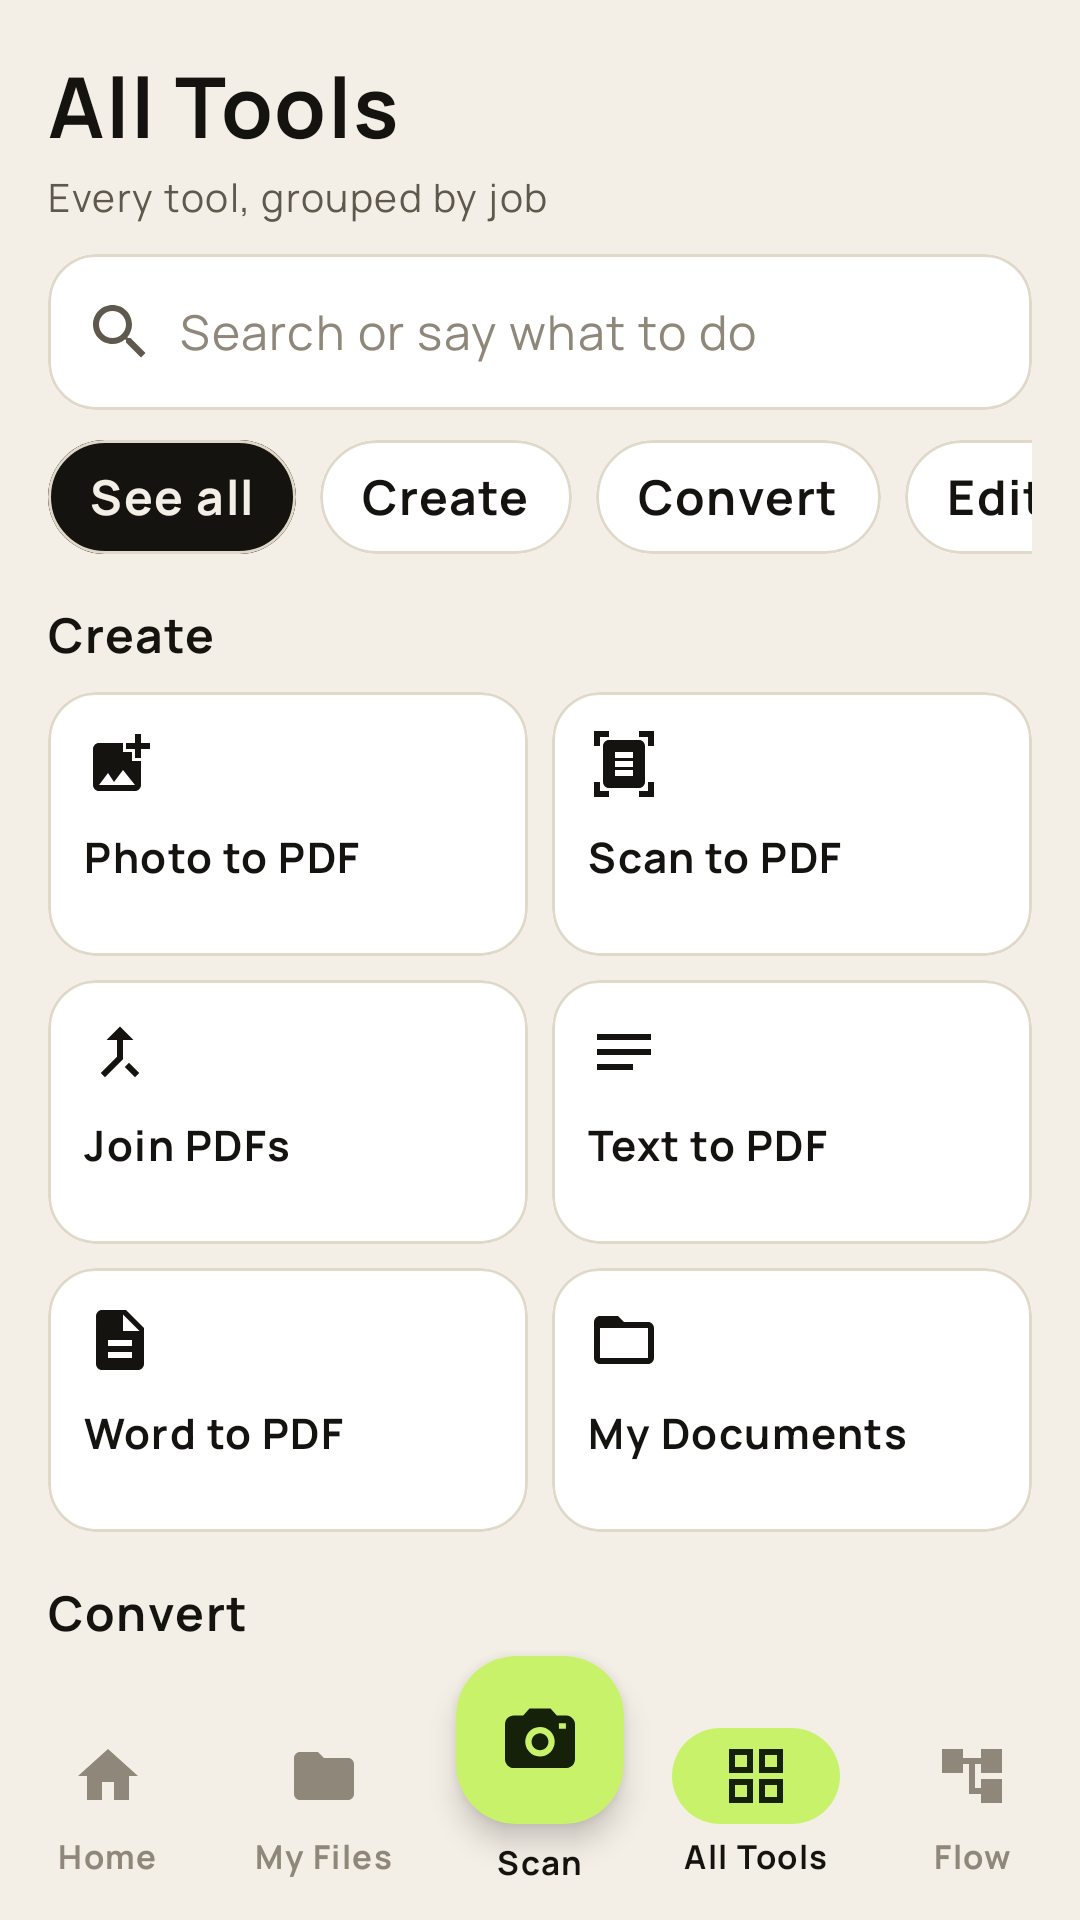 All Tools
Every tool, grouped by job
Search or say what to do
See all
Create
Convert
Edit
Create
Photo to PDF
Scan to PDF
Join PDFs
Text to PDF
Word to PDF
My Documents
Convert
Home
My Files
Scan
All Tools
Flow